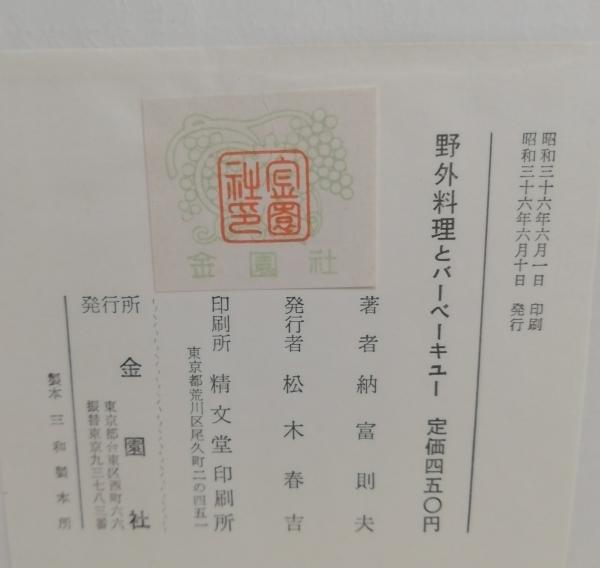 昭和三十六年六月一日 印刷
昭和三十六年六月十日 発行
野外料理とバーベーキュー 定価四五〇円
著者 納富則夫
発行者 松木春吉
印刷所 精文堂印刷所
東京都荒川区尾久町二の四五一
金園社
発行所 金園社
東京都台東区西町六六
振替東京九三七八三番
製本 三和製本所